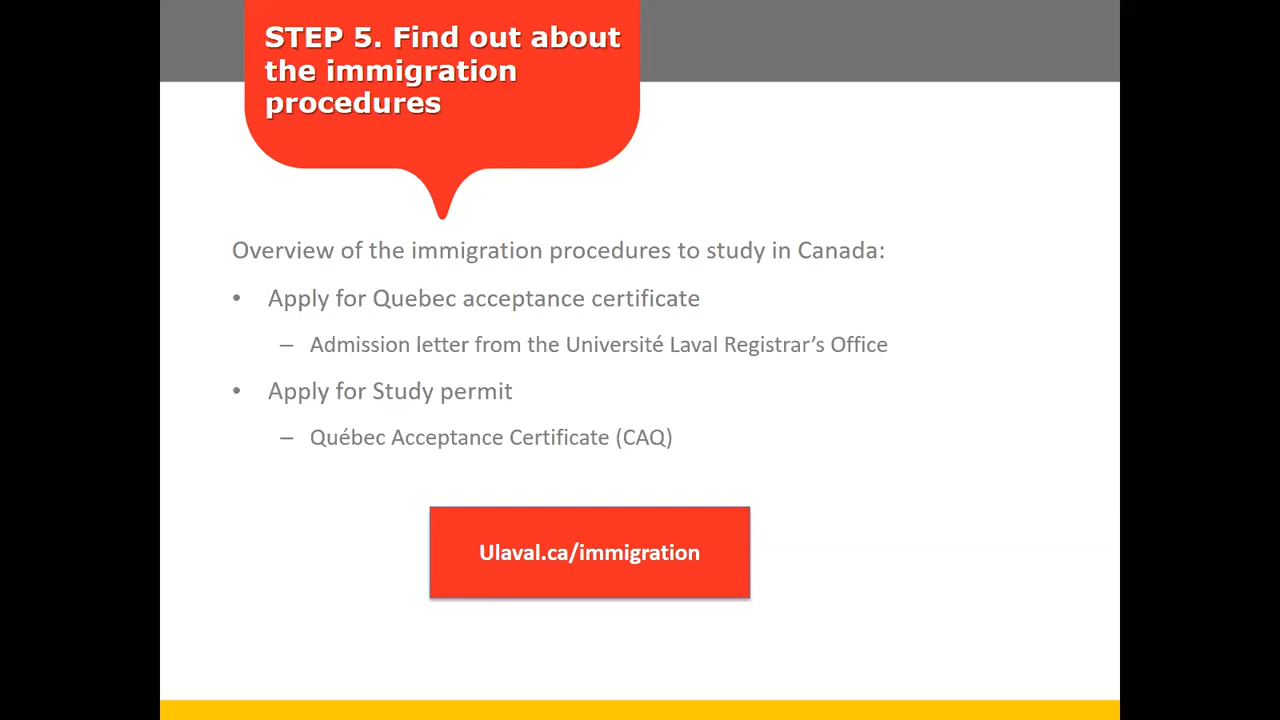 STEP 5. Find out about
the immigration
procedures
Overview of the immigration procedures to study in Canada:
• Apply for Quebec acceptance certificate
– Admission letter from the Université Laval Registrar’s Office
• Apply for Study permit
– Québec Acceptance Certificate (CAQ)
Ulaval.ca/immigration